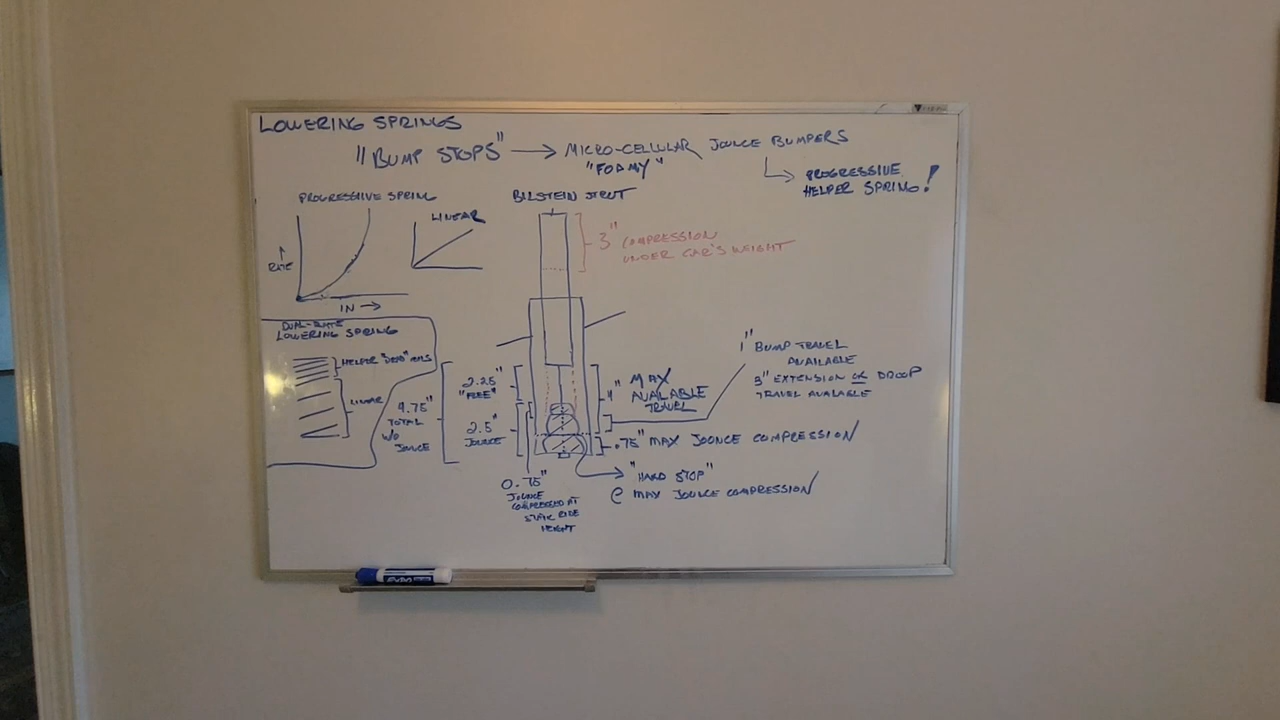 LOWERING SPRINGS
"BUMP STOPS" → MICRO-CELLULAR JOUNCE BUMPERS
"FOAMY"
PROGRESSIVE
HELPER SPRING!
PROGRESSIVE SPRING
LINEAR
↑
RATE
IN →
BILSTEIN STRUT
3" COMPRESSION
UNDER CAR'S WEIGHT
DUAL-RATE
LOWERING SPRING
HELPER "DEAD" COILS
LINEAR
4.75"
TOTAL
W/O
JOUNCE
2.25"
"FREE"
2.5"
JOUNCE
0.75"
JOUNCE
COMPRESSED AT
STATIC RIDE
HEIGHT
4" MAX
AVAILABLE
TRAVEL
1" BUMP TRAVEL
AVAILABLE
3" EXTENSION OR DROOP
TRAVEL AVAILABLE
.75" MAX JOUNCE COMPRESSION
"HARD STOP"
@ MAX JOUNCE COMPRESSION
EXPO